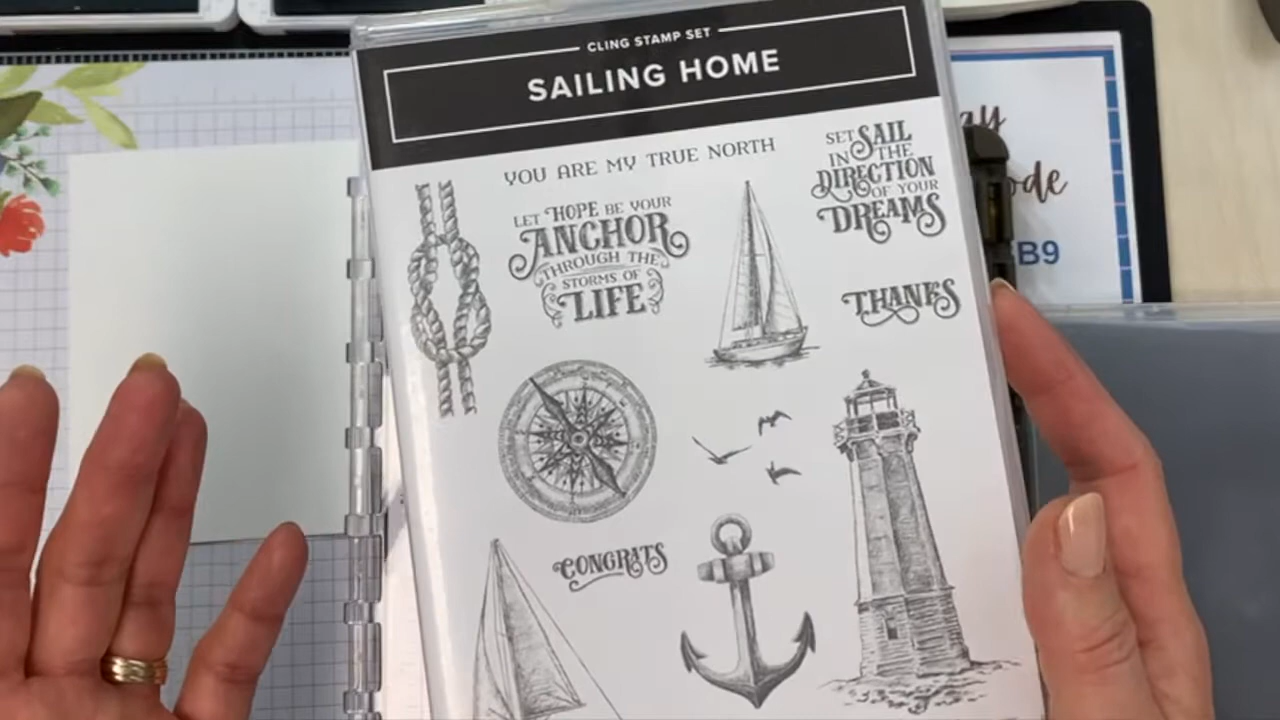 CLING STAMP SET
SAILING HOME
YOU ARE MY TRUE NORTH
SET SAIL
IN THE
DIRECTION
OF YOUR
DREAMS
LET HOPE BE YOUR
ANCHOR
THROUGH THE
STORMS OF
LIFE
THANKS
CONGRATS
B9